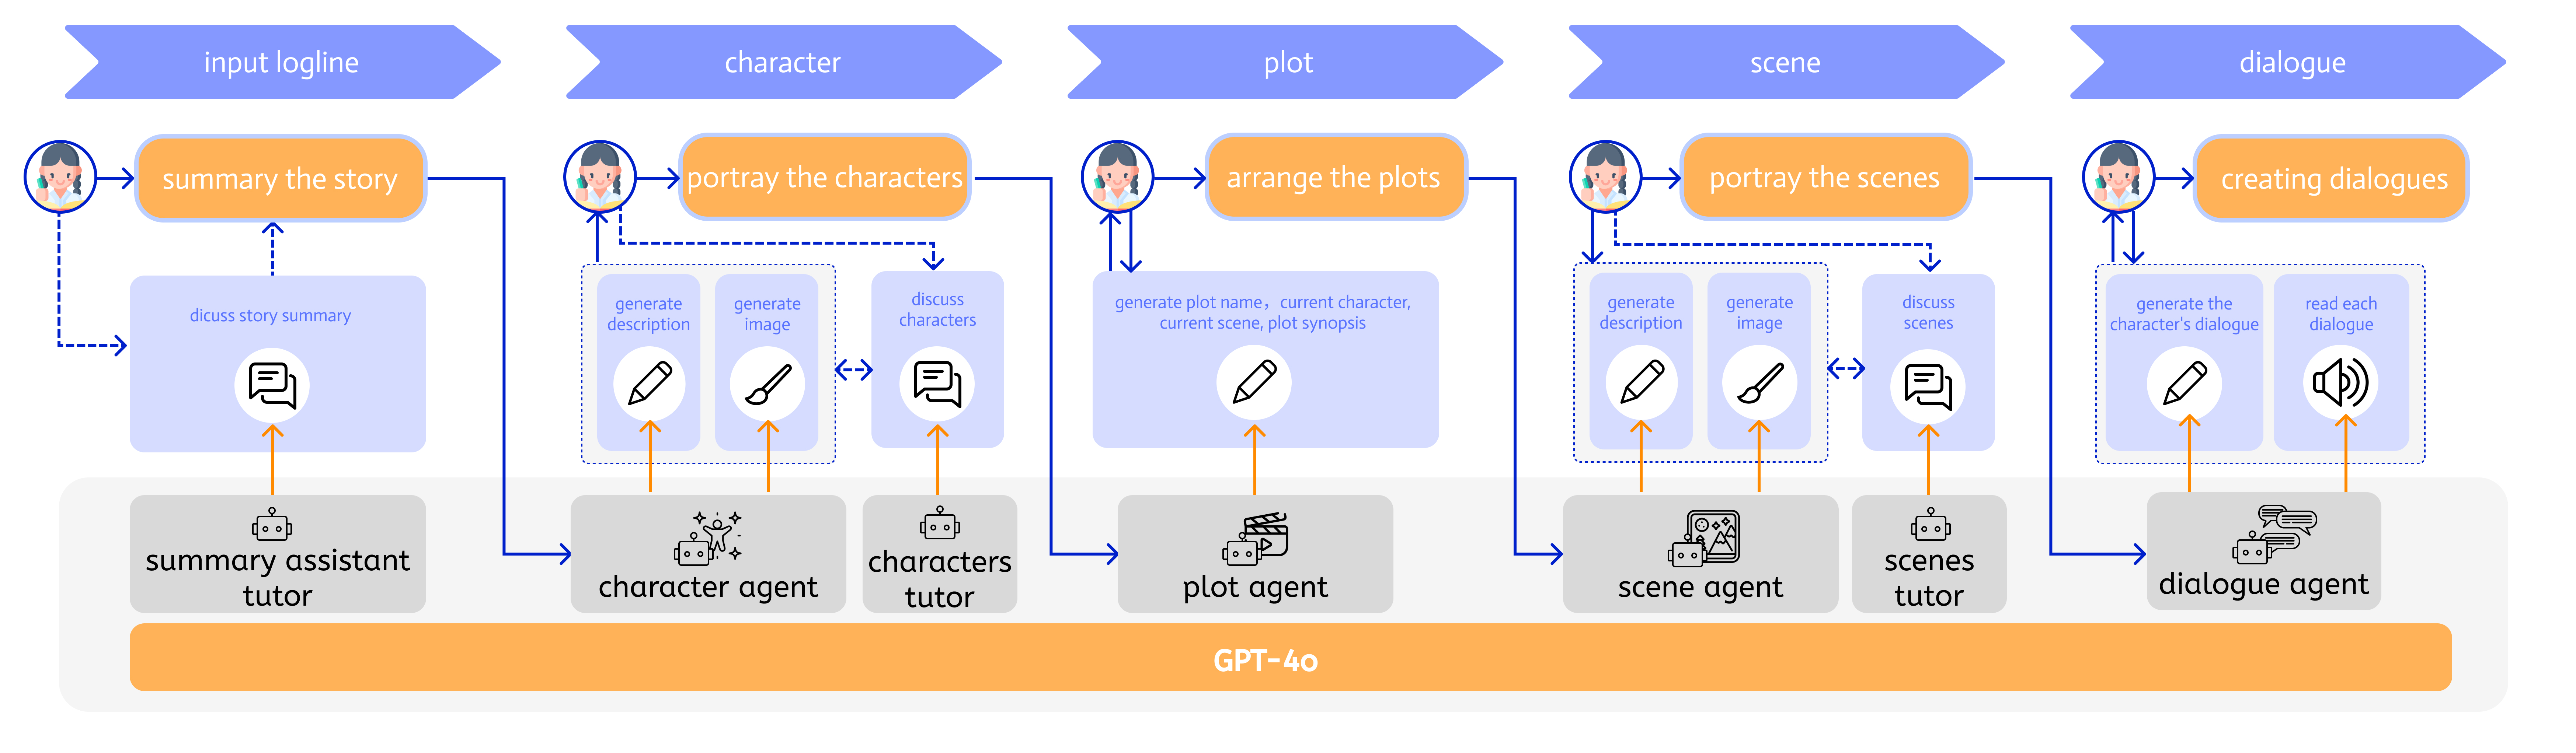 input logline
character
plot
scene
dialogue
summary the story
portray the characters
arrange the plots
portray the scenes
creating dialogues
dicuss story summary
generate
description
generate
image
discuss
characters
generate plot name，current character,
current scene, plot synopsis
generate
description
generate
image
discuss
scenes
generate the
character's dialogue
read each
dialogue
summary assistant
tutor
character agent
characters
tutor
plot agent
scene agent
scenes
tutor
dialogue agent
GPT-4o